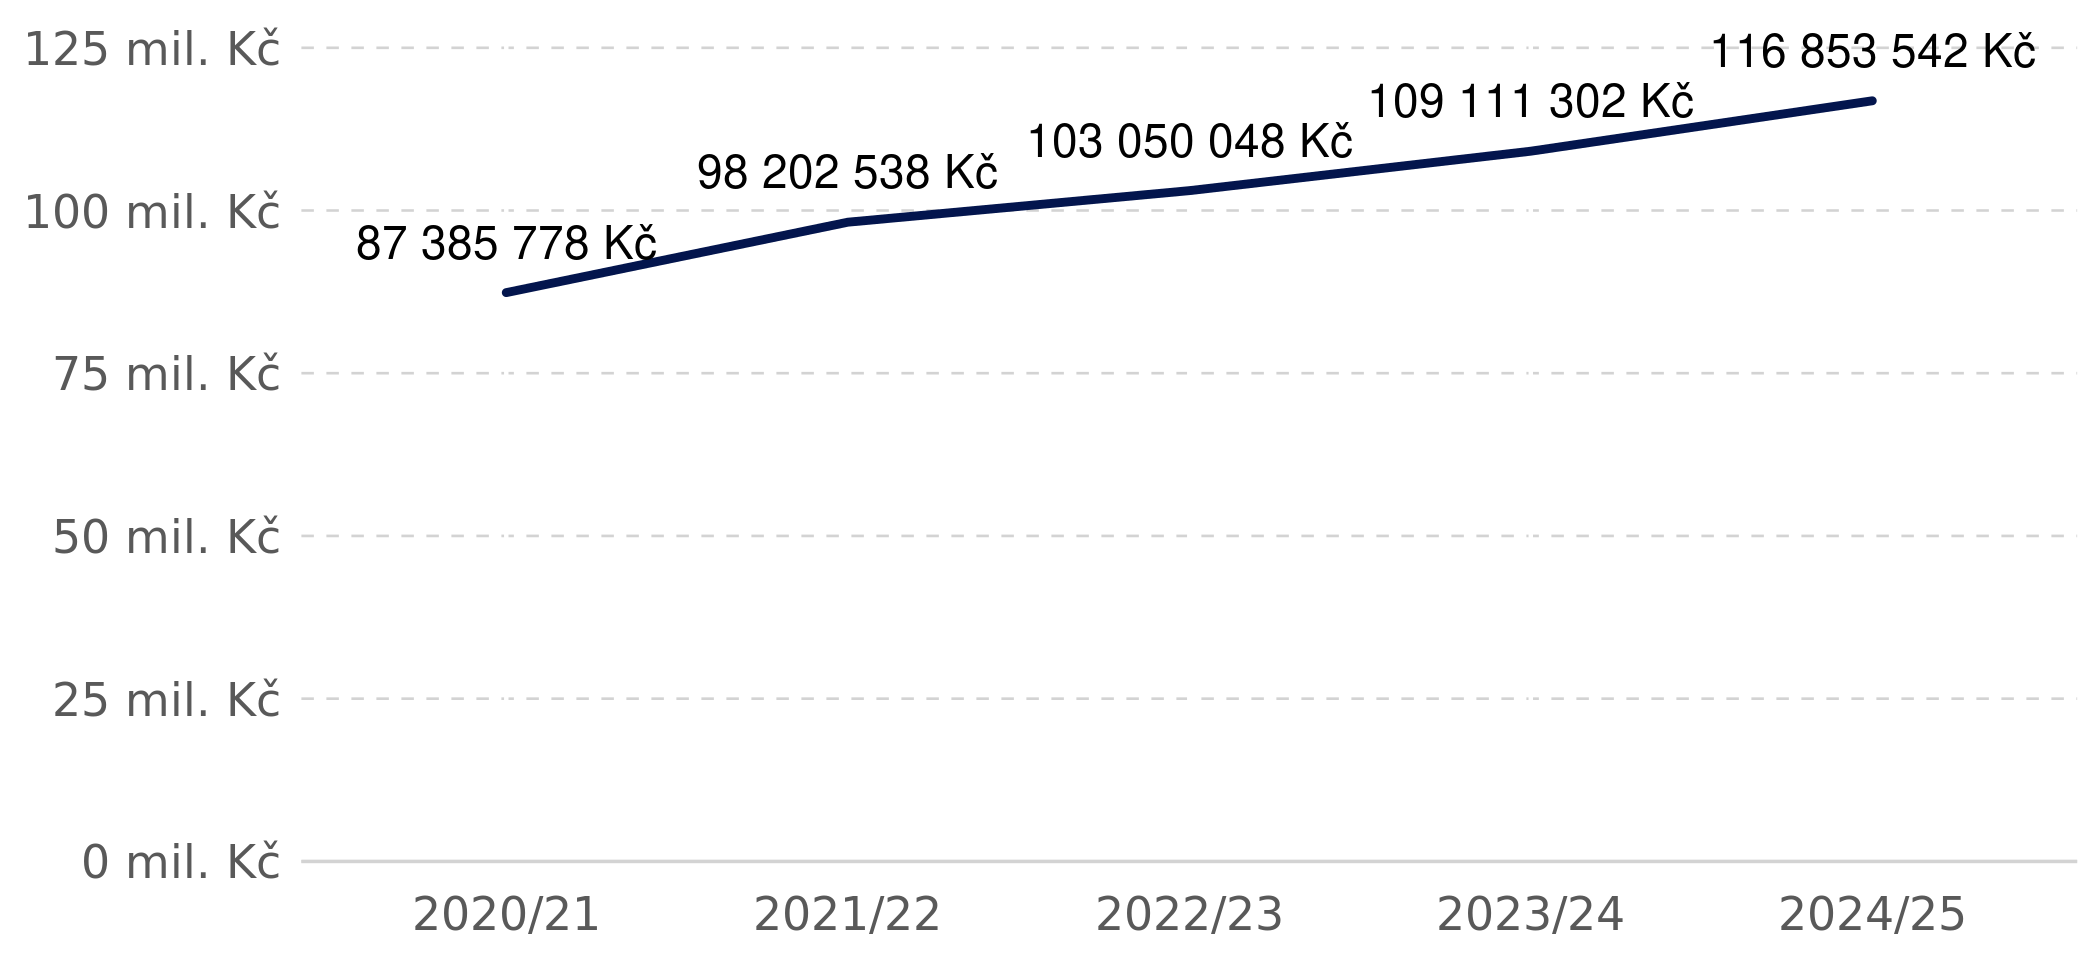 125 mil. Kč
100 mil. Kč
75 mil. Kč
50 mil. Kč
25 mil. Kč
0 mil. Kč
87 385 778 Kč
98 202 538 Kč
103 050 048 Kč
109 111 302 Kč
116 853 542 Kč
2020/21
2021/22
2022/23
2023/24
2024/25